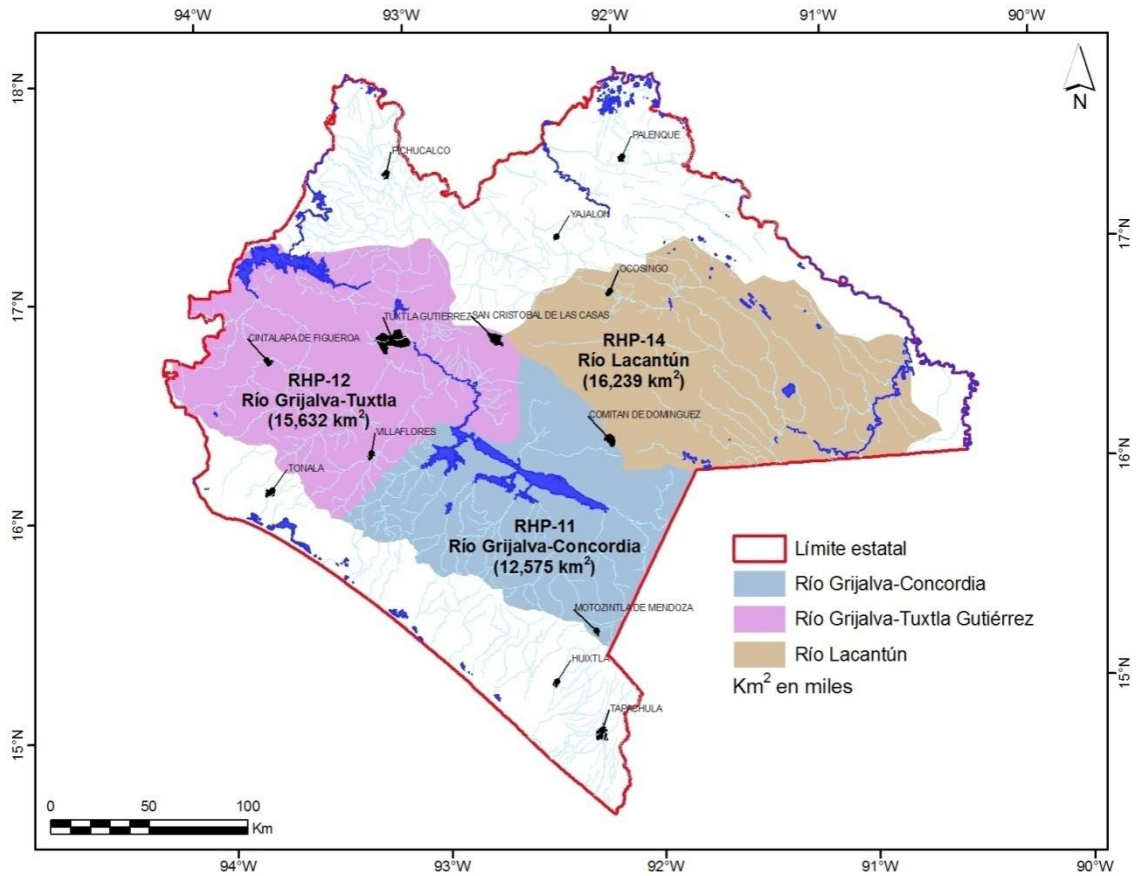 94°W 93°W 92°W 91°W 90°W
18°N
N
PALENQUE
PICHUCALCO
YAJALON
17°N
OCOSINGO
17°N
TUXTLA GUTIERREZ SAN CRISTOBAL DE LAS CASAS
CINTALAPA DE FIGUEROA
RHP-14
Río Lacantún
(16,239 km²)
RHP-12
Río Grijalva-Tuxtla
(15,632 km²)
COMITAN DE DOMINGUEZ
VILLAFLORES
16°N
TONALA
16°N
RHP-11
Río Grijalva-Concordia
(12,575 km²)
Límite estatal
Río Grijalva-Concordia
Río Grijalva-Tuxtla Gutiérrez
Río Lacantún
Km² en miles
MOTOZINTLA DE MENDOZA
HUIXTLA
15°N
TAPACHULA
15°N
0 50 100
Km
94°W 93°W 92°W 91°W 90°W